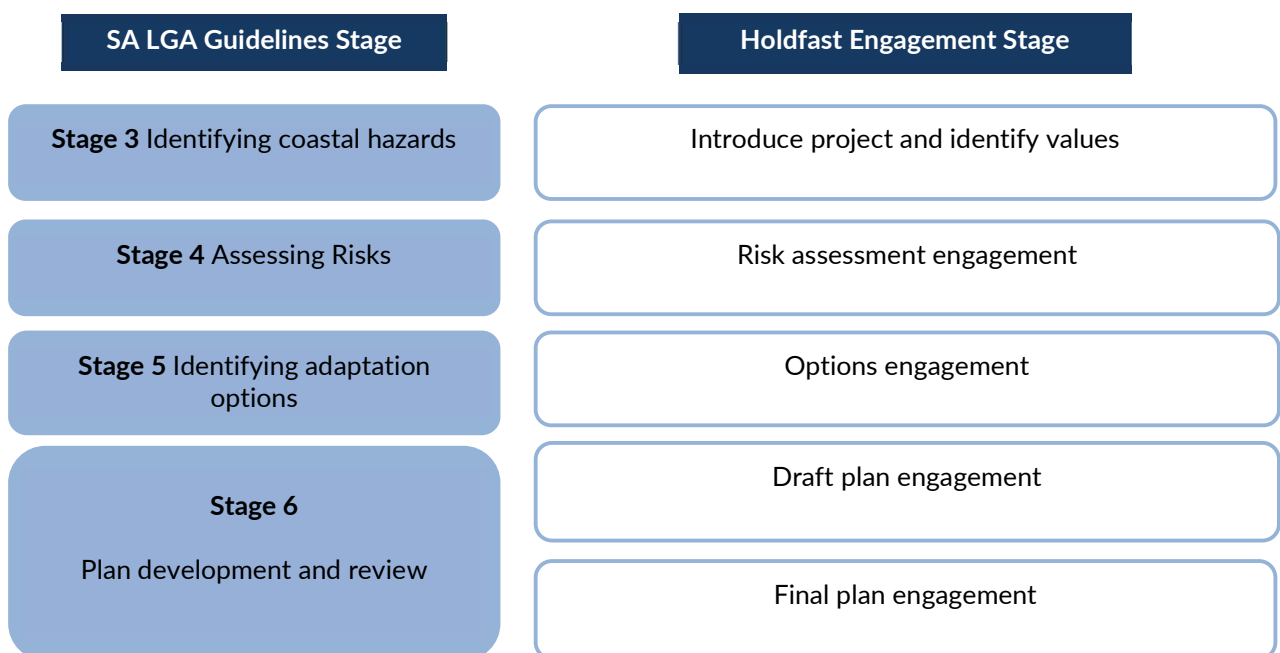 SA LGA Guidelines Stage
Holdfast Engagement Stage
Stage 3 Identifying coastal hazards
Introduce project and identify values
Stage 4 Assessing Risks
Risk assessment engagement
Stage 5 Identifying adaptation
options
Options engagement
Stage 6
Plan development and review
Draft plan engagement
Final plan engagement